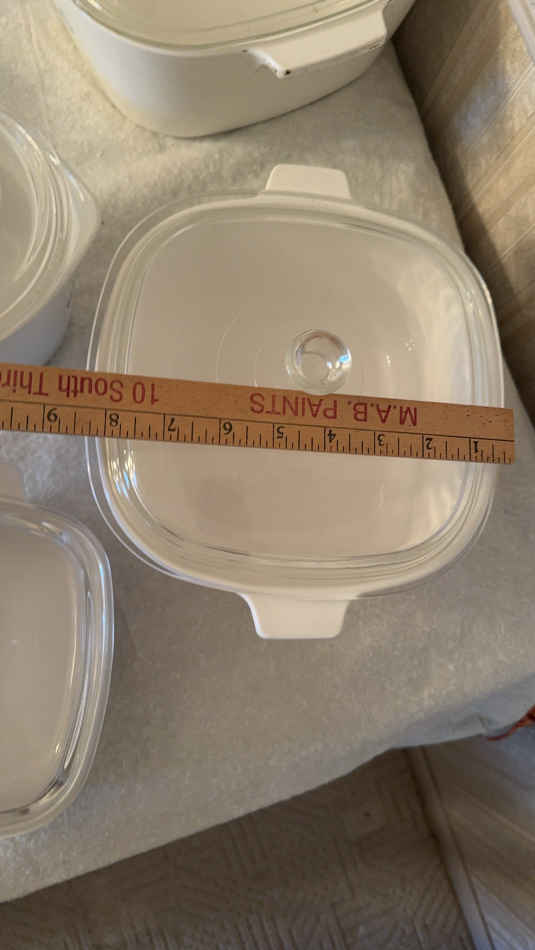 M.A.B. PAINTS 10 South Thir
1 2 3 4 5 6 7 8 9